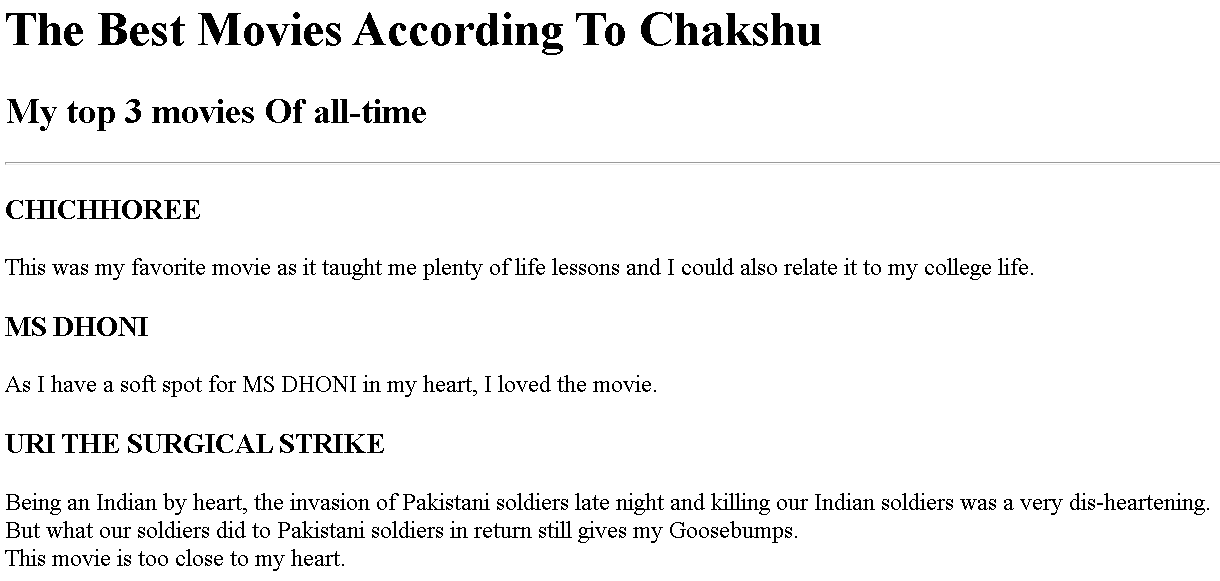 The Best Movies According To Chakshu
My top 3 movies Of all-time
CHICHHOREE
This was my favorite movie as it taught me plenty of life lessons and I could also relate it to my college life.
MS DHONI
As I have a soft spot for MS DHONI in my heart, I loved the movie.
URI THE SURGICAL STRIKE
Being an Indian by heart, the invasion of Pakistani soldiers late night and killing our Indian soldiers was a very dis-heartening.
But what our soldiers did to Pakistani soldiers in return still gives my Goosebumps.
This movie is too close to my heart.